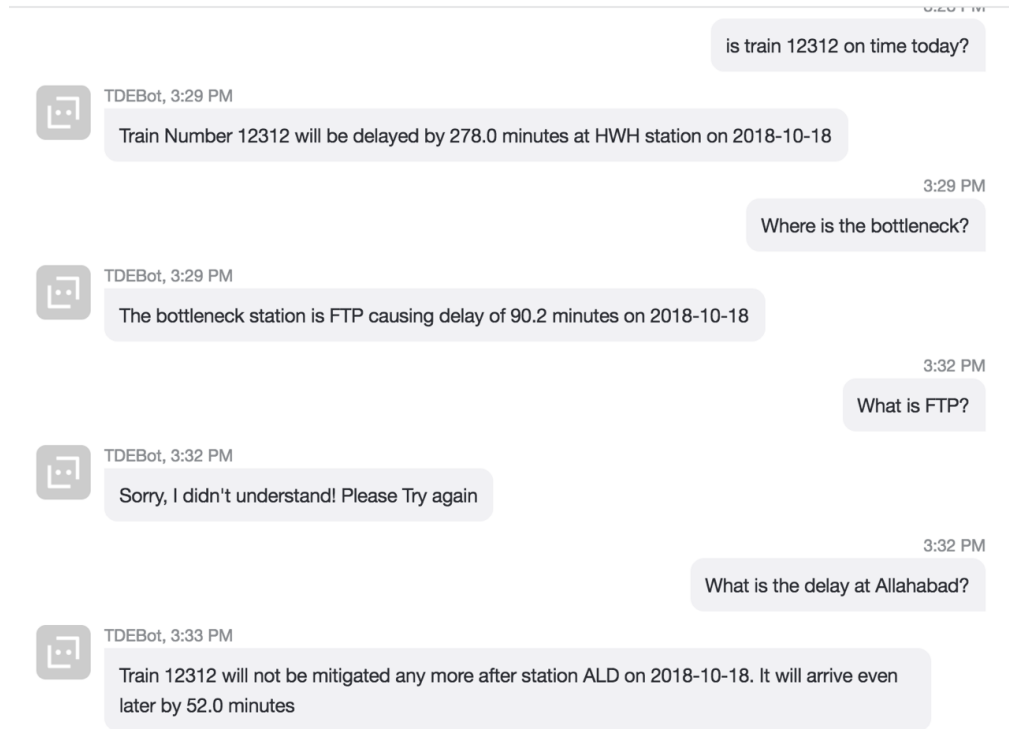 is train 12312 on time today?
TDEBot, 3:29 PM
Train Number 12312 will be delayed by 278.0 minutes at HWH station on 2018-10-18
3:29 PM
Where is the bottleneck?
TDEBot, 3:29 PM
The bottleneck station is FTP causing delay of 90.2 minutes on 2018-10-18
3:32 PM
What is FTP?
TDEBot, 3:32 PM
Sorry, I didn't understand! Please Try again
3:32 PM
What is the delay at Allahabad?
TDEBot, 3:33 PM
Train 12312 will not be mitigated any more after station ALD on 2018-10-18. It will arrive even
later by 52.0 minutes